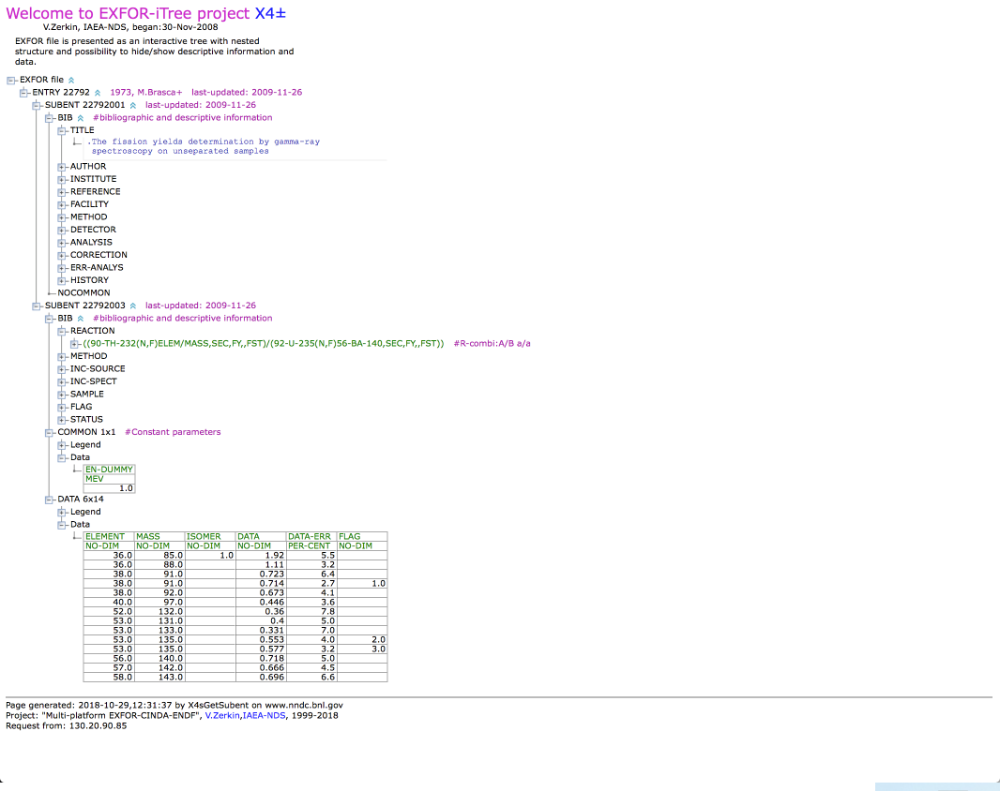 Welcome to EXFOR-iTree project X4±
V.Zerkin, IAEA-NDS, began:30-Nov-2008
EXFOR file is presented as an interactive tree with nested
structure and possibility to hide/show descriptive information and
data.
EXFOR file
ENTRY 22792 1973, M.Brasca+ last-updated: 2009-11-26
SUBENT 22792001 last-updated: 2009-11-26
BIB #bibliographic and descriptive information
TITLE
.The fission yields determination by gamma-ray
spectroscopy on unseparated samples
AUTHOR
INSTITUTE
REFERENCE
FACILITY
METHOD
DETECTOR
ANALYSIS
CORRECTION
ERR-ANALYS
HISTORY
NOCOMMON
SUBENT 22792003 last-updated: 2009-11-26
BIB #bibliographic and descriptive information
REACTION
((90-TH-232(N,F)ELEM/MASS,SEC,FY,,FST)/(92-U-235(N,F)56-BA-140,SEC,FY,,FST)) #R-combi:A/B a/a
METHOD
INC-SOURCE
INC-SPECT
SAMPLE
FLAG
STATUS
COMMON 1x1 #Constant parameters
Legend
Data
EN-DUMMY
MEV
1.0
DATA 6x14
Legend
Data
ELEMENT MASS ISOMER DATA DATA-ERR FLAG
NO-DIM NO-DIM NO-DIM NO-DIM PER-CENT NO-DIM
36.0 85.0 1.0 1.92 5.5
36.0 88.0 1.11 3.2
38.0 91.0 0.723 6.4
38.0 91.0 0.714 2.7 1.0
38.0 92.0 0.673 4.1
40.0 97.0 0.446 3.6
52.0 132.0 0.36 7.8
53.0 131.0 0.4 5.0
53.0 133.0 0.331 7.0
53.0 135.0 0.553 4.0 2.0
53.0 135.0 0.577 3.2 3.0
56.0 140.0 0.718 5.0
57.0 142.0 0.666 4.5
58.0 143.0 0.696 6.6
Page generated: 2018-10-29,12:31:37 by X4sGetSubent on www.nndc.bnl.gov
Project: "Multi-platform EXFOR-CINDA-ENDF", V.Zerkin,IAEA-NDS, 1999-2018
Request from: 130.20.90.85